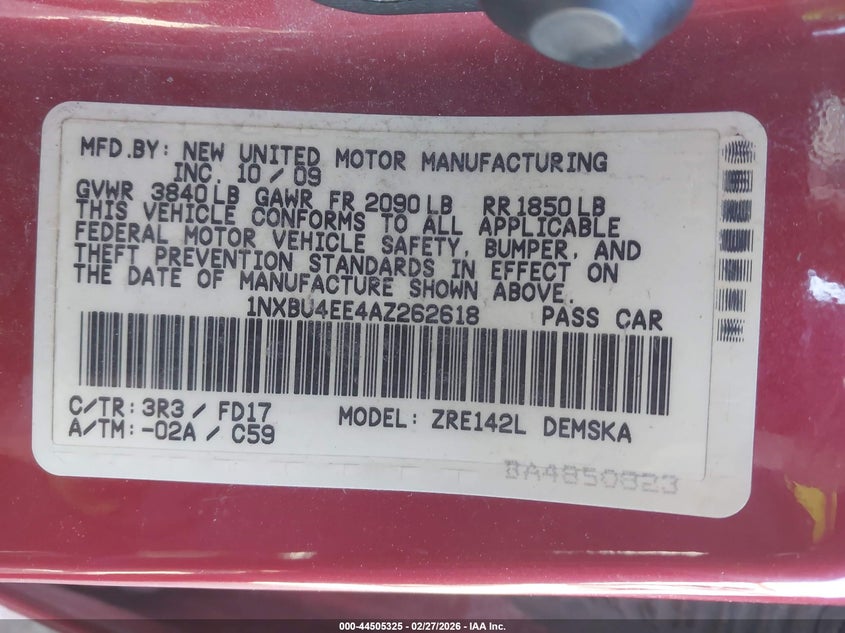 MFD.BY: NEW UNITED MOTOR MANUFACTURING
INC. 10 / 09
GVWR 3840 LB GAWR FR 2090 LB RR 1850 LB
THIS VEHICLE CONFORMS TO ALL APPLICABLE
FEDERAL MOTOR VEHICLE SAFETY, BUMPER, AND
THEFT PREVENTION STANDARDS IN EFFECT ON
THE DATE OF MANUFACTURE SHOWN ABOVE.
1NXBU4EE4AZ262618 PASS CAR
C/TR: 3R3 / FD17 MODEL: ZRE142L DEMSKA
A/TM: -02A / C59
BA4850823
000-44505325 - 02/27/2026 - IAA Inc.